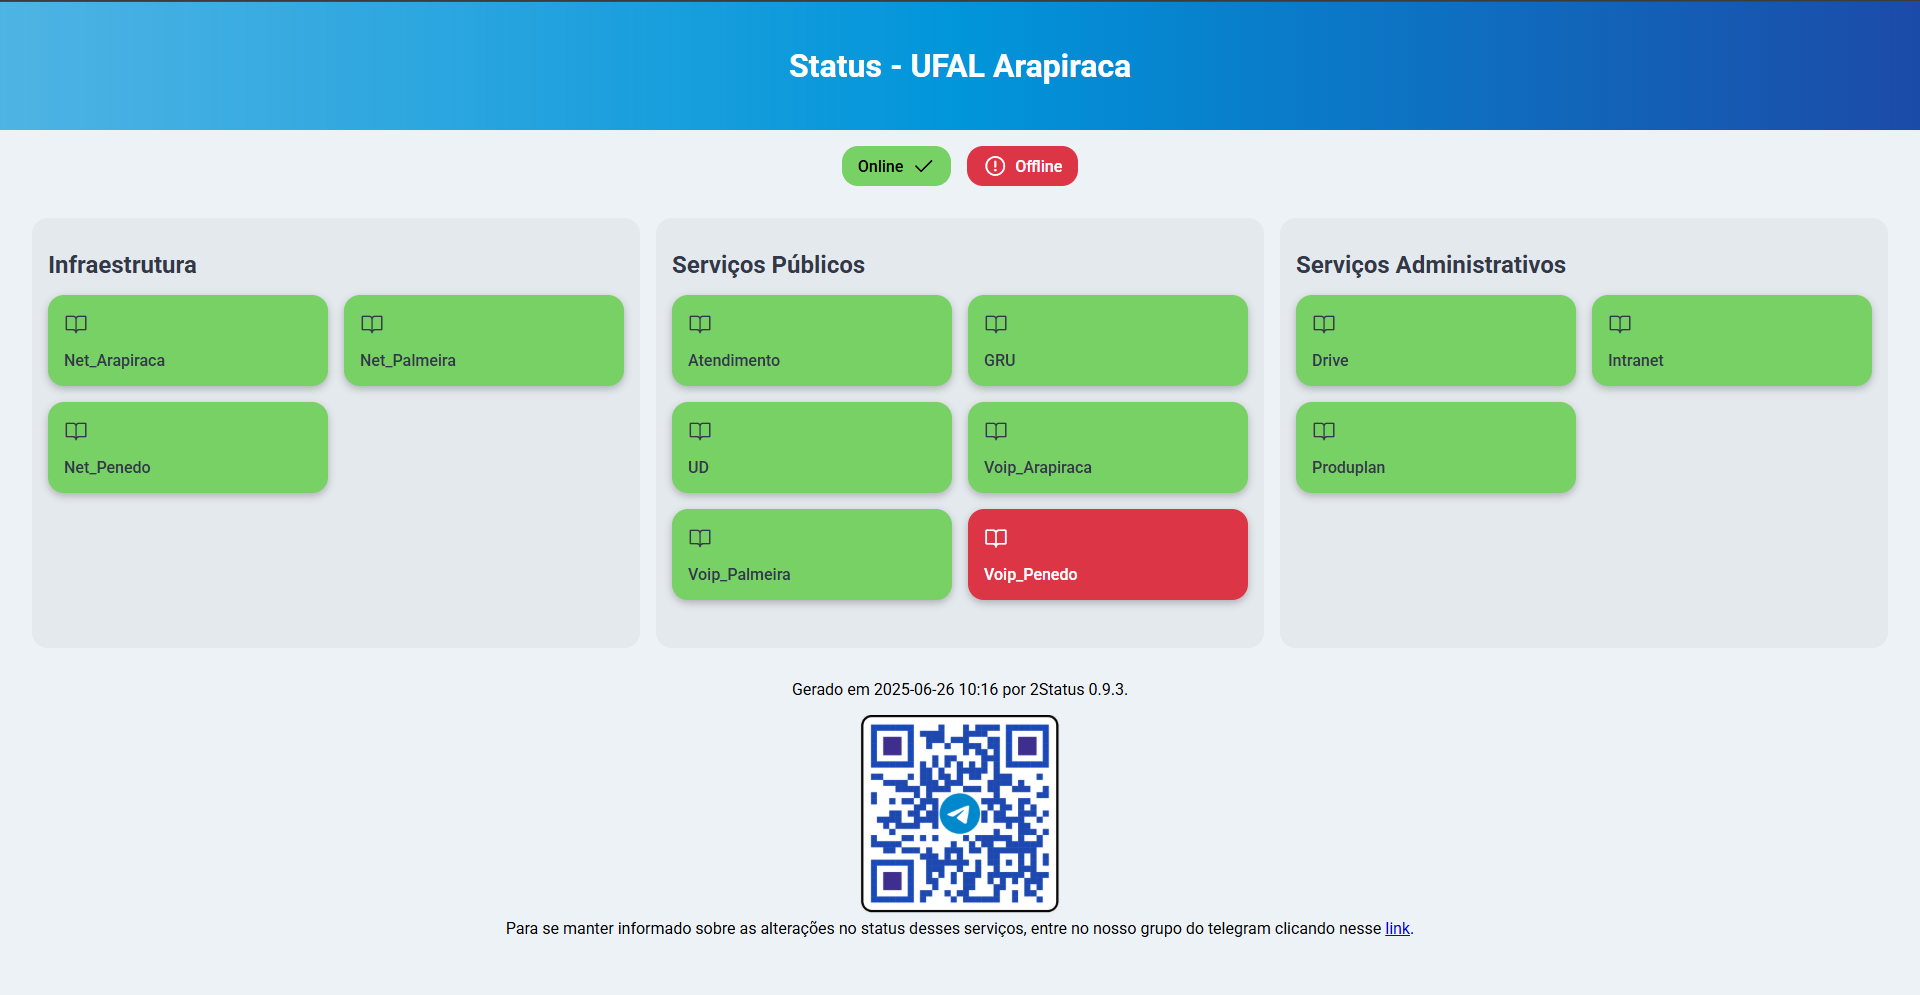 Status - UFAL Arapiraca
Online
Offline
Infraestrutura
Net_Arapiraca
Net_Palmeira
Net_Penedo
Serviços Públicos
Atendimento
GRU
UD
Voip_Arapiraca
Voip_Palmeira
Voip_Penedo
Serviços Administrativos
Drive
Intranet
Produplan
Gerado em 2025-06-26 10:16 por 2Status 0.9.3.
Para se manter informado sobre as alterações no status desses serviços, entre no nosso grupo do telegram clicando nesse link.